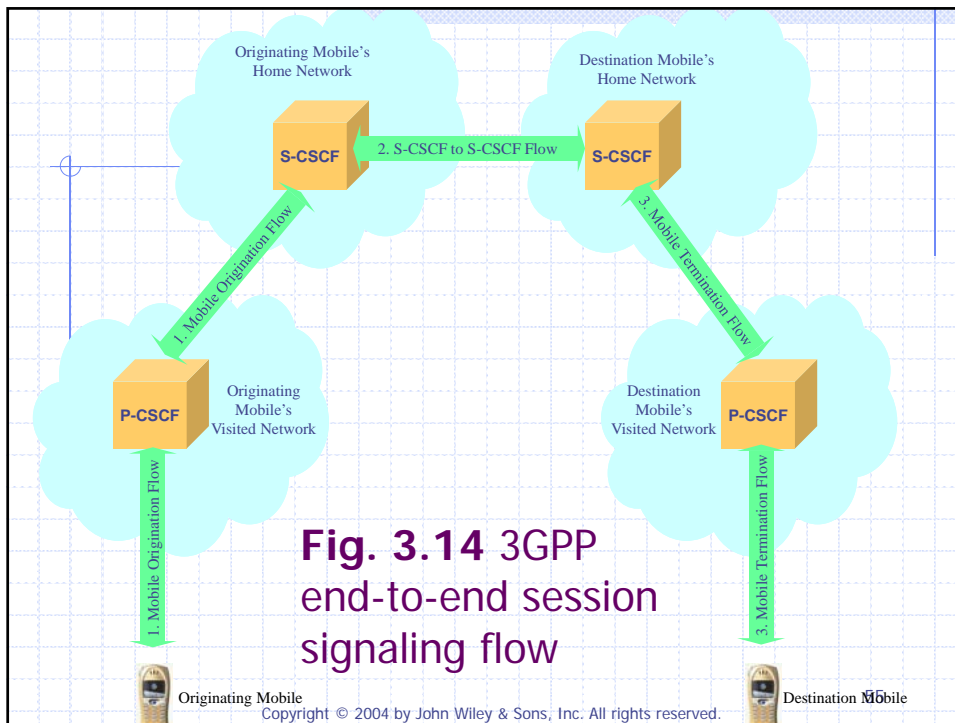 Originating Mobile's
Home Network
Destination Mobile's
Home Network
S-CSCF
2. S-CSCF to S-CSCF Flow
S-CSCF
1. Mobile Origination Flow
3. Mobile Termination Flow
P-CSCF
Originating
Mobile's
Visited Network
Destination
Mobile's
Visited Network
P-CSCF
1. Mobile Origination Flow
3. Mobile Termination Flow
Fig. 3.14 3GPP
end-to-end session
signaling flow
Originating Mobile
Destination Mobile
55
Copyright © 2004 by John Wiley & Sons, Inc. All rights reserved.